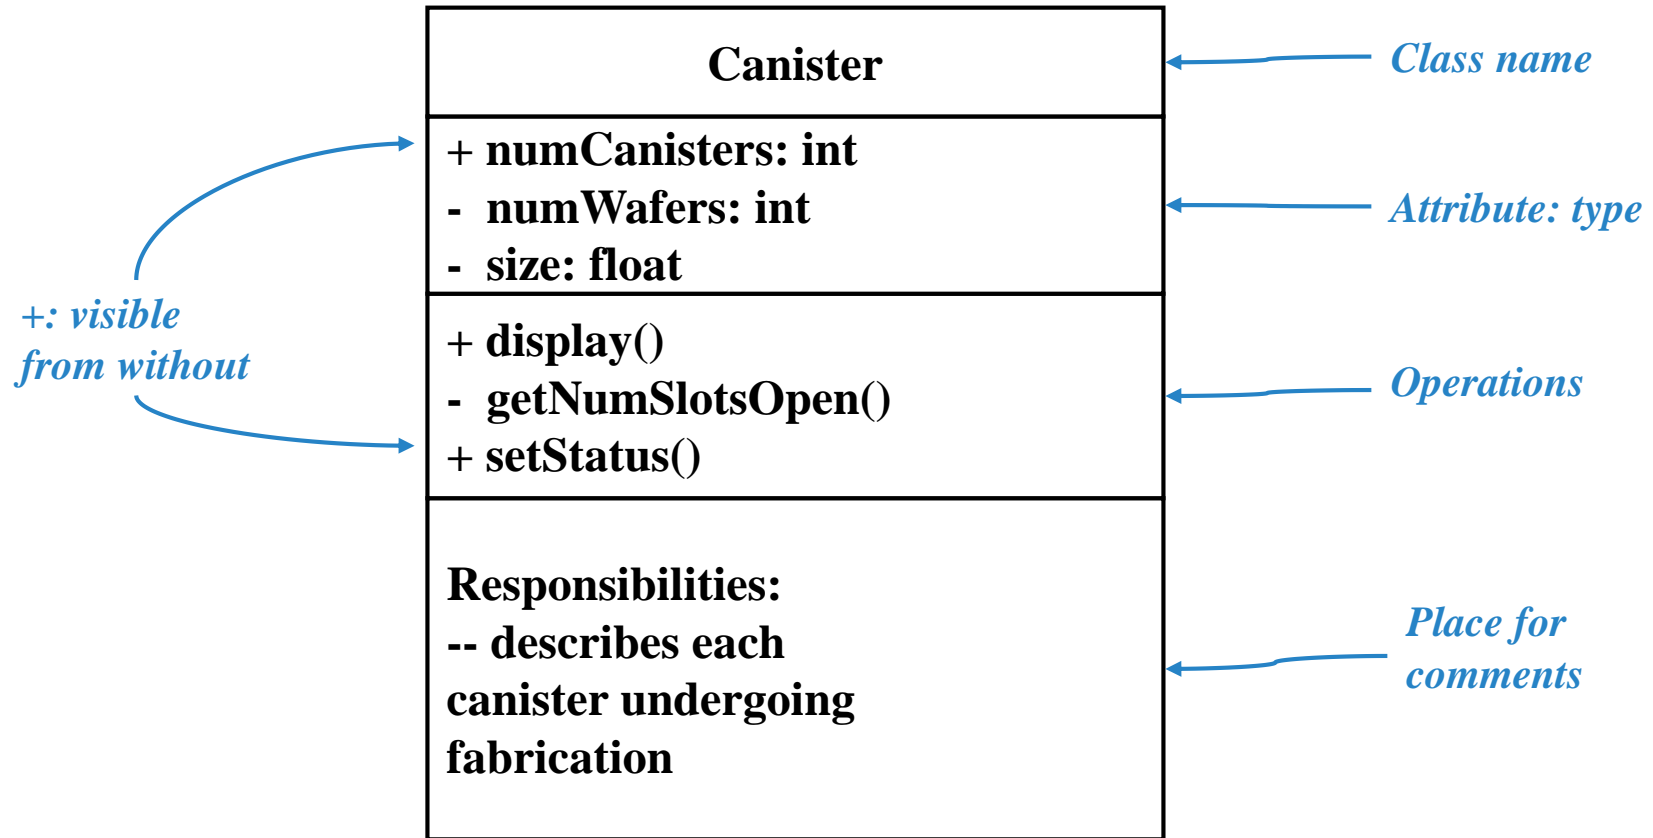 Canister
Class name
+ numCanisters: int
- numWafers: int
- size: float
Attribute: type
+: visible
from without
+ display()
- getNumSlotsOpen()
+ setStatus()
Operations
Responsibilities:
-- describes each
canister undergoing
fabrication
Place for
comments